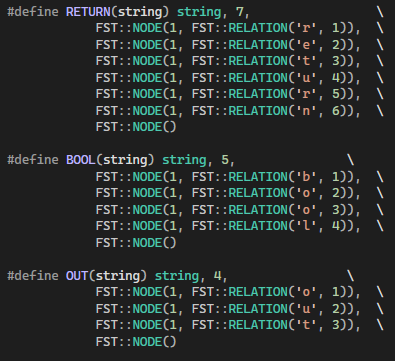 #define RETURN(string) string, 7, \
FST::NODE(1, FST::RELATION('r', 1)), \
FST::NODE(1, FST::RELATION('e', 2)), \
FST::NODE(1, FST::RELATION('t', 3)), \
FST::NODE(1, FST::RELATION('u', 4)), \
FST::NODE(1, FST::RELATION('r', 5)), \
FST::NODE(1, FST::RELATION('n', 6)), \
FST::NODE()
#define BOOL(string) string, 5, \
FST::NODE(1, FST::RELATION('b', 1)), \
FST::NODE(1, FST::RELATION('o', 2)), \
FST::NODE(1, FST::RELATION('o', 3)), \
FST::NODE(1, FST::RELATION('l', 4)), \
FST::NODE()
#define OUT(string) string, 4, \
FST::NODE(1, FST::RELATION('o', 1)), \
FST::NODE(1, FST::RELATION('u', 2)), \
FST::NODE(1, FST::RELATION('t', 3)), \
FST::NODE()